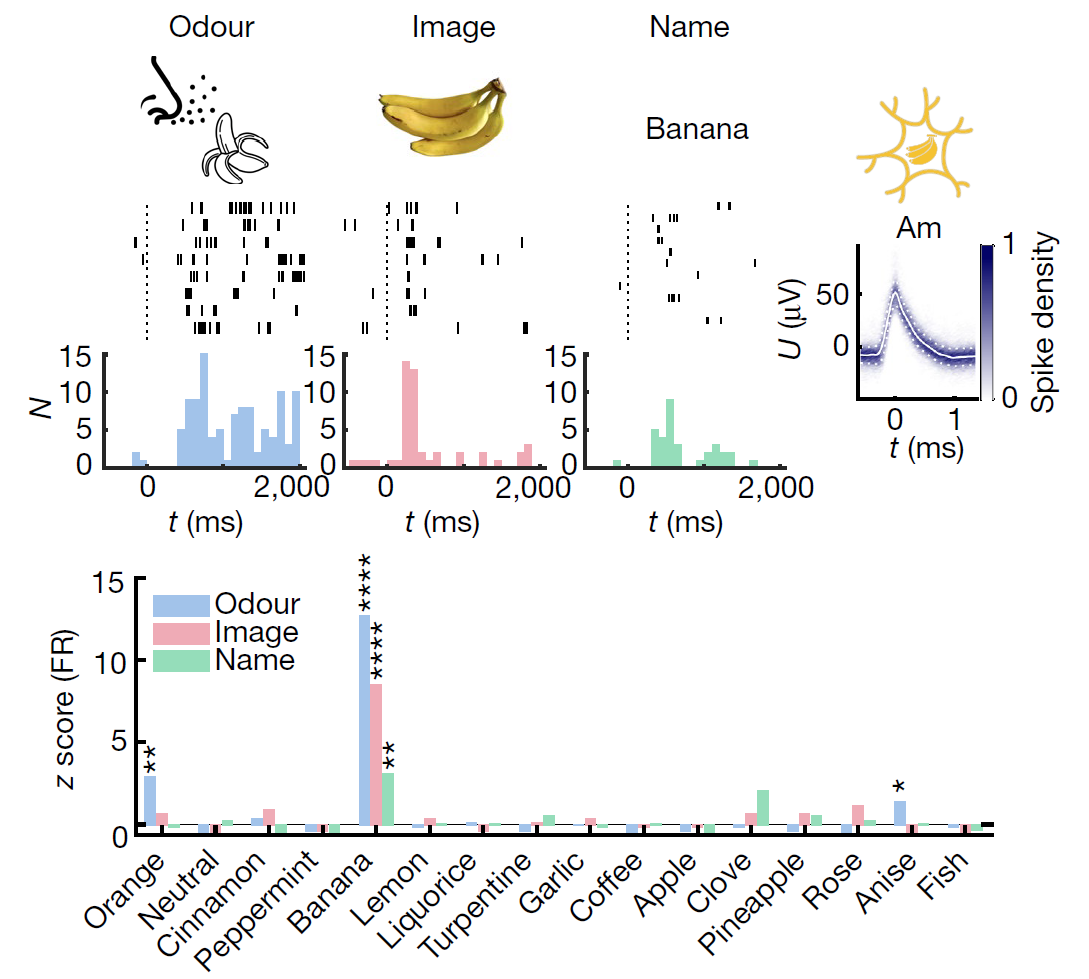 Odour
Image
Name
Banana
Am
15
10
5
0
N
0
2,000
t (ms)
15
10
5
0
0
2,000
t (ms)
15
10
5
0
0
2,000
t (ms)
U (μV)
50
0
0
1
t (ms)
1
0
Spike density
z score (FR)
15
10
5
0
Odour
Image
Name
**
****
****
**
*
Orange
Neutral
Cinnamon
Peppermint
Banana
Lemon
Liquorice
Turpentine
Garlic
Coffee
Apple
Clove
Pineapple
Rose
Anise
Fish